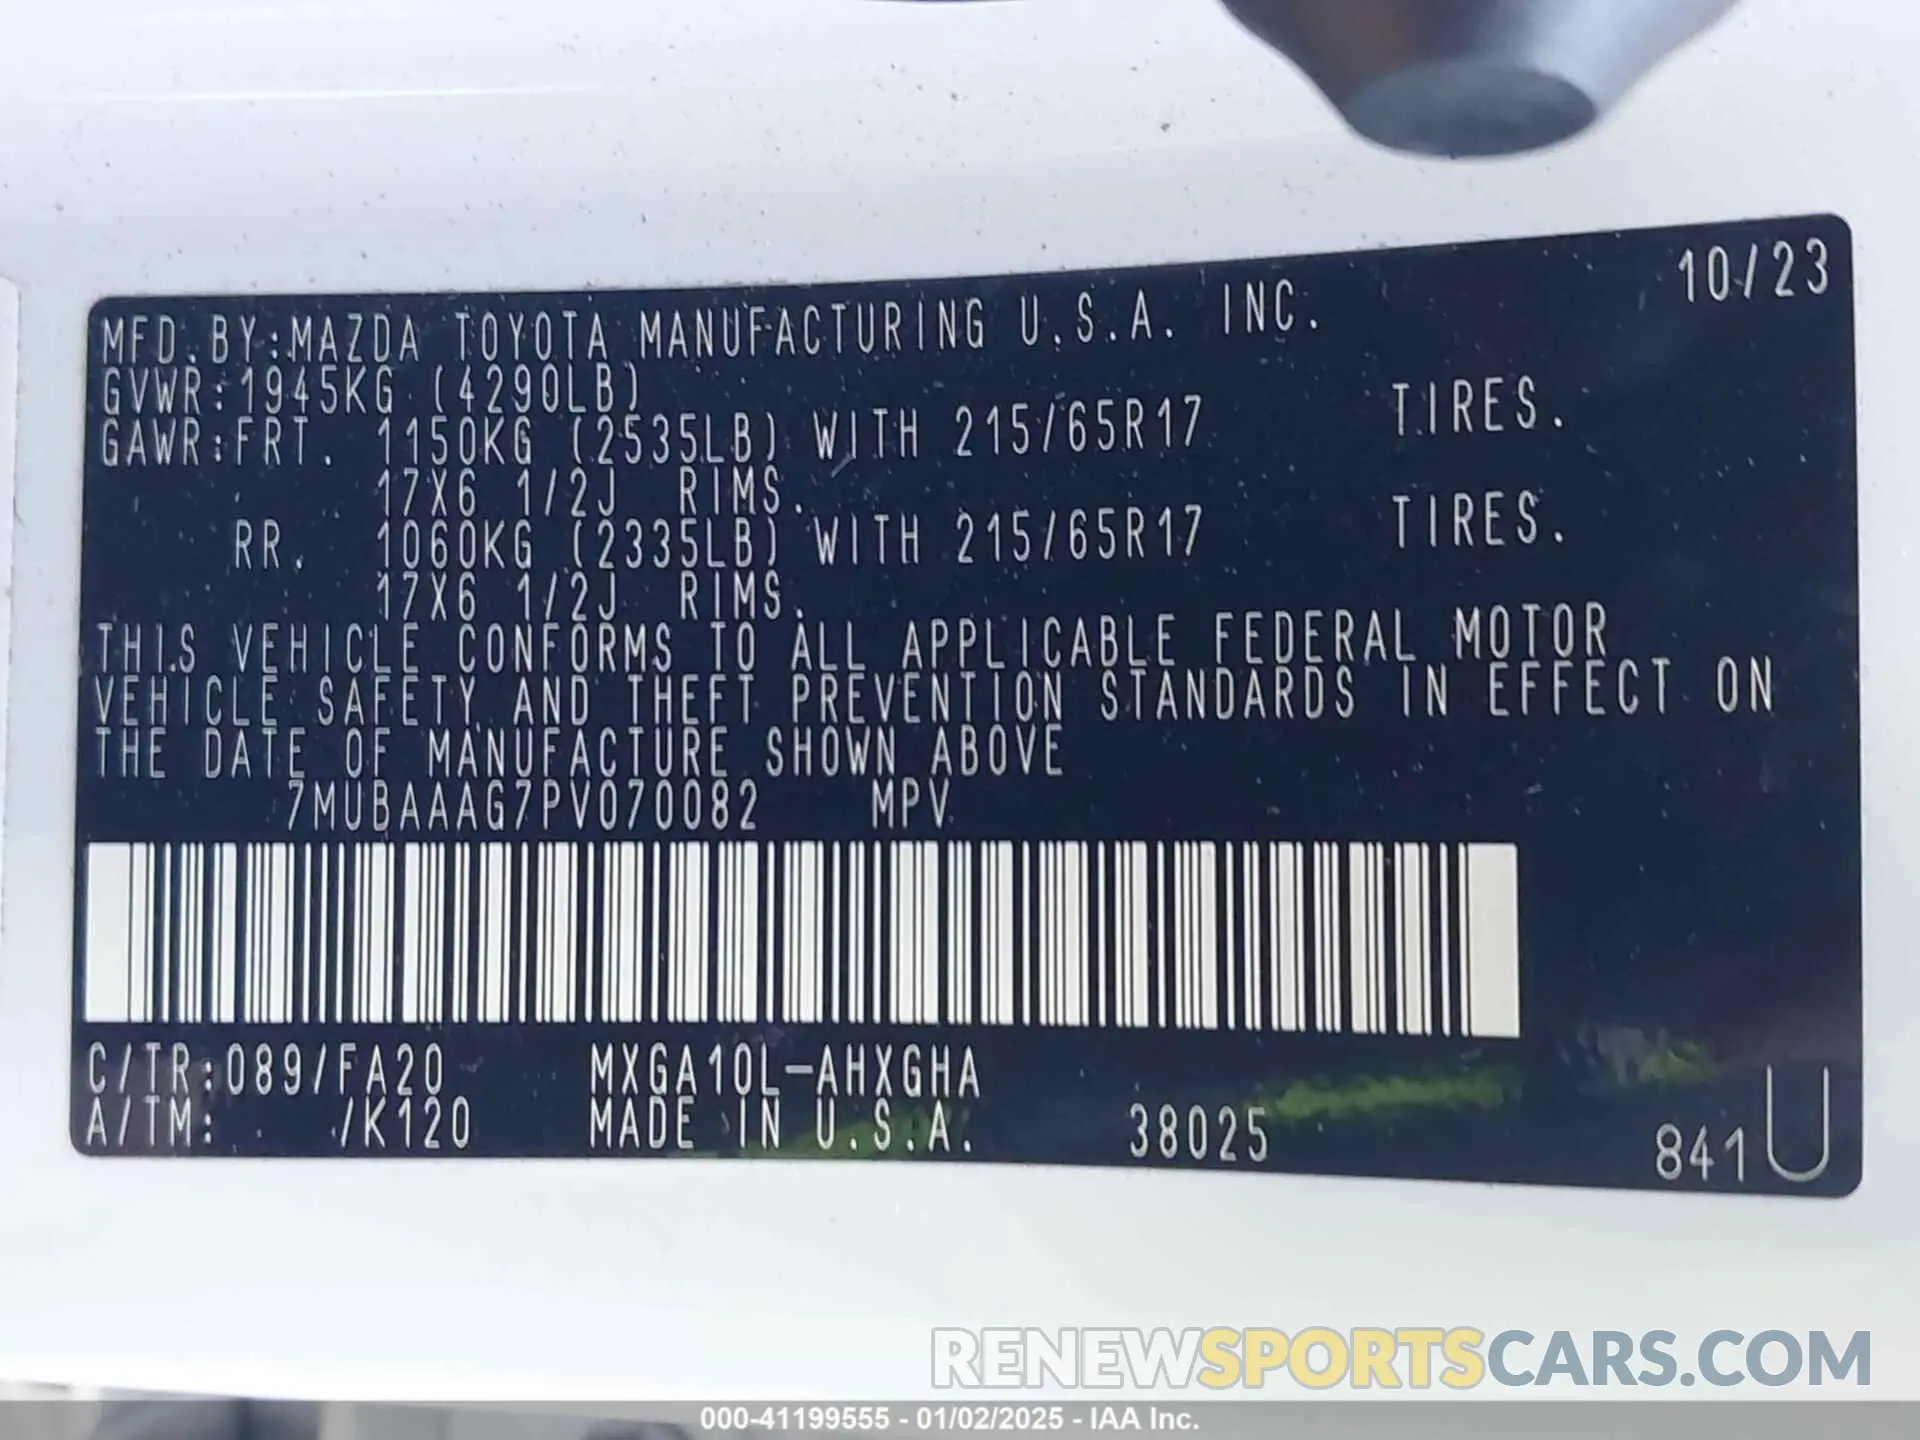 10/23
MFD.BY:MAZDA TOYOTA MANUFACTURING U.S.A. INC.
GVWR:1945KG (4290LB)
GAWR:FRT. 1150KG (2535LB) WITH 215/65R17 TIRES.
17X6 1/2J RIMS.
RR. 1060KG (2335LB) WITH 215/65R17 TIRES.
17X6 1/2J RIMS.
THIS VEHICLE CONFORMS TO ALL APPLICABLE FEDERAL MOTOR
VEHICLE SAFETY AND THEFT PREVENTION STANDARDS IN EFFECT ON
THE DATE OF MANUFACTURE SHOWN ABOVE
7MUBAAAG7PV070082 MPV
C/TR:089/FA20 MXGA10L-AHXGHA
A/TM: /K120 MADE IN U.S.A. 38025 841U
RENEWSPORTSCARS.COM
000-41199555 - 01/02/2025 - IAA Inc.